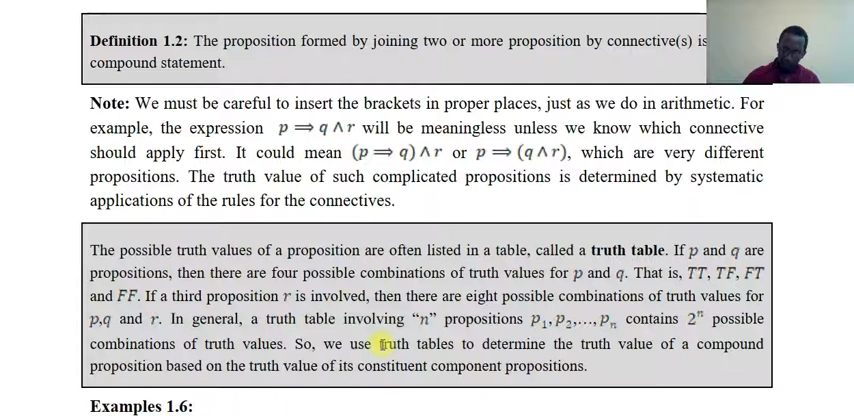 Definition 1.2: The proposition formed by joining two or more proposition by connective(s) is
compound statement.
Note: We must be careful to insert the brackets in proper places, just as we do in arithmetic. For
example, the expression p ⟹ q ∧ r will be meaningless unless we know which connective
should apply first. It could mean (p ⟹ q) ∧ r or p ⟹ (q ∧ r), which are very different
propositions. The truth value of such complicated propositions is determined by systematic
applications of the rules for the connectives.
The possible truth values of a proposition are often listed in a table, called a truth table. If p and q are
propositions, then there are four possible combinations of truth values for p and q. That is, TT, TF, FT
and FF. If a third proposition r is involved, then there are eight possible combinations of truth values for
p,q and r. In general, a truth table involving “n” propositions p₁, p₂,…, pₙ contains 2ⁿ possible
combinations of truth values. So, we use truth tables to determine the truth value of a compound
proposition based on the truth value of its constituent component propositions.
Examples 1.6: